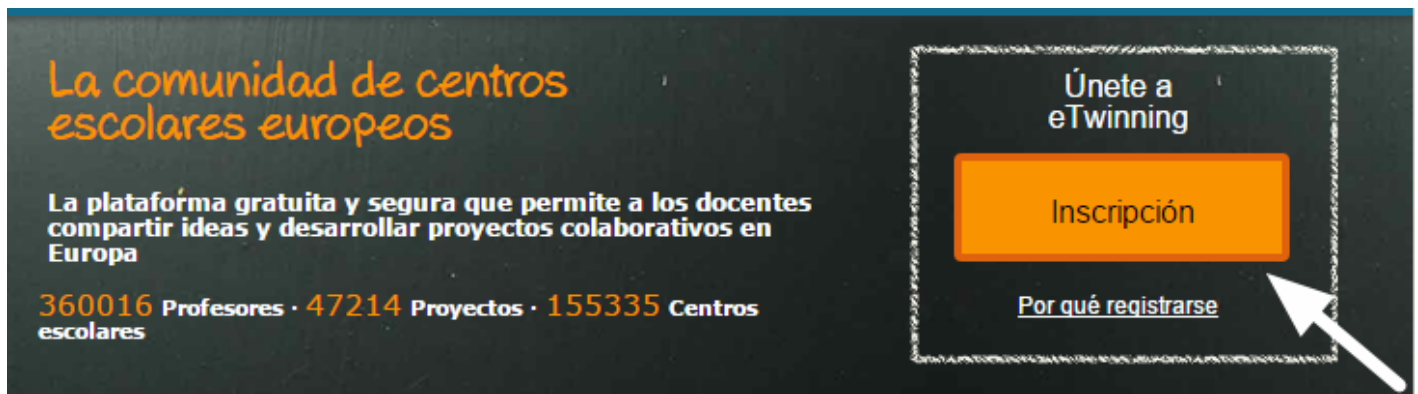 La comunidad de centros
escolares europeos
La plataforma gratuita y segura que permite a los docentes
compartir ideas y desarrollar proyectos colaborativos en
Europa
360016 Profesores · 47214 Proyectos · 155335 Centros
escolares
Únete a
eTwinning
Inscripción
Por qué registrarse